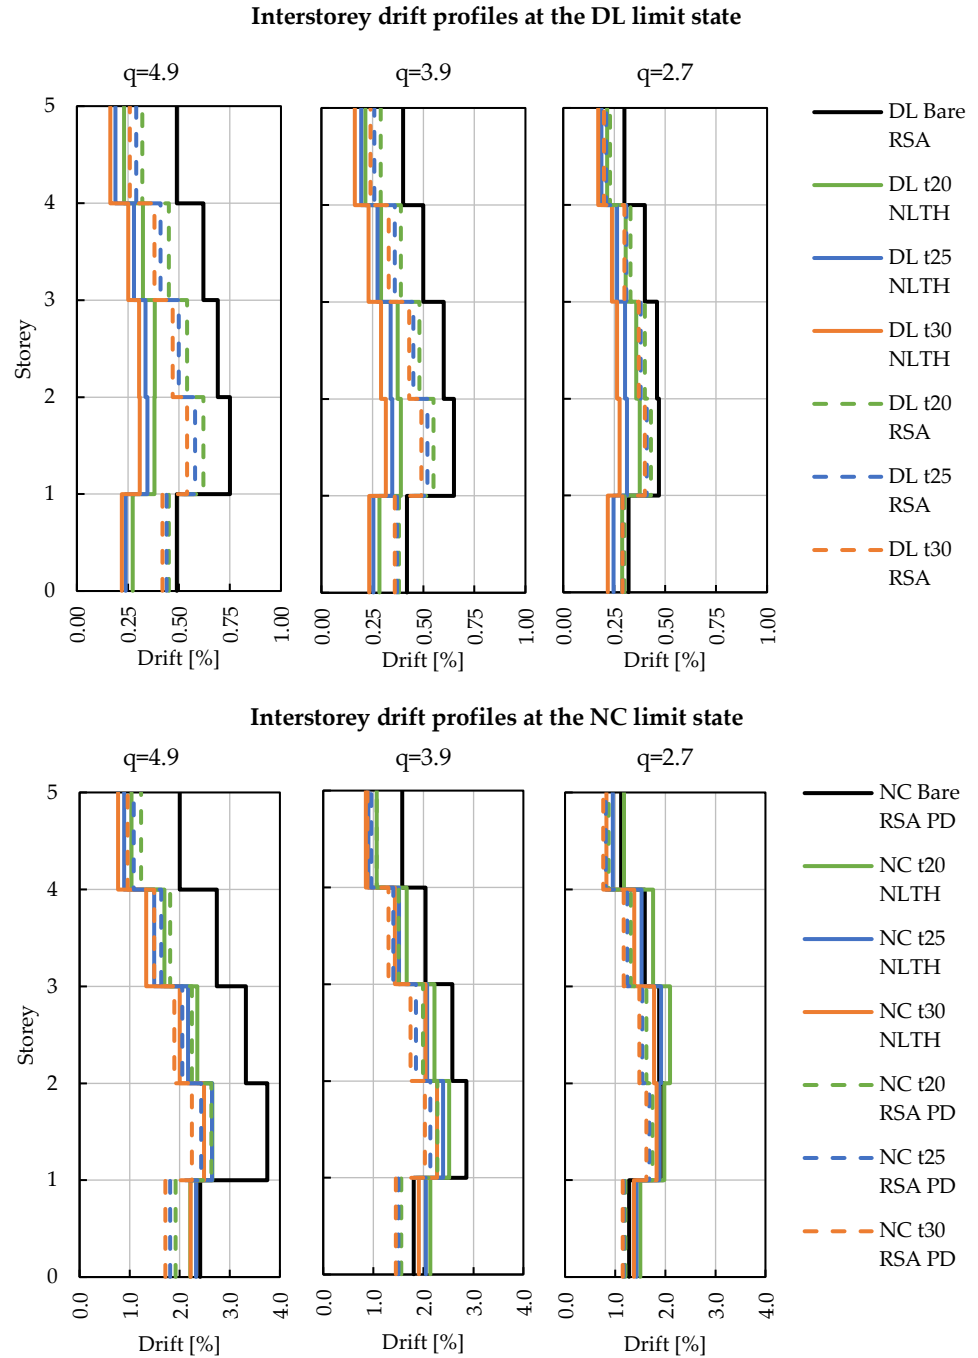 Interstorey drift profiles at the DL limit state
q=4.9
q=3.9
q=2.7
5
4
3
2
1
0
Storey
0.00
0.25
0.50
0.75
1.00
Drift [%]
0.00
0.25
0.50
0.75
1.00
Drift [%]
0.00
0.25
0.50
0.75
1.00
Drift [%]
DL Bare
RSA
DL t20
NLTH
DL t25
NLTH
DL t30
NLTH
DL t20
RSA
DL t25
RSA
DL t30
RSA
Interstorey drift profiles at the NC limit state
q=4.9
q=3.9
q=2.7
5
4
3
2
1
0
Storey
0.0
1.0
2.0
3.0
4.0
Drift [%]
0.0
1.0
2.0
3.0
4.0
Drift [%]
0.0
1.0
2.0
3.0
4.0
Drift [%]
NC Bare
RSA PD
NC t20
NLTH
NC t25
NLTH
NC t30
NLTH
NC t20
RSA PD
NC t25
RSA PD
NC t30
RSA PD